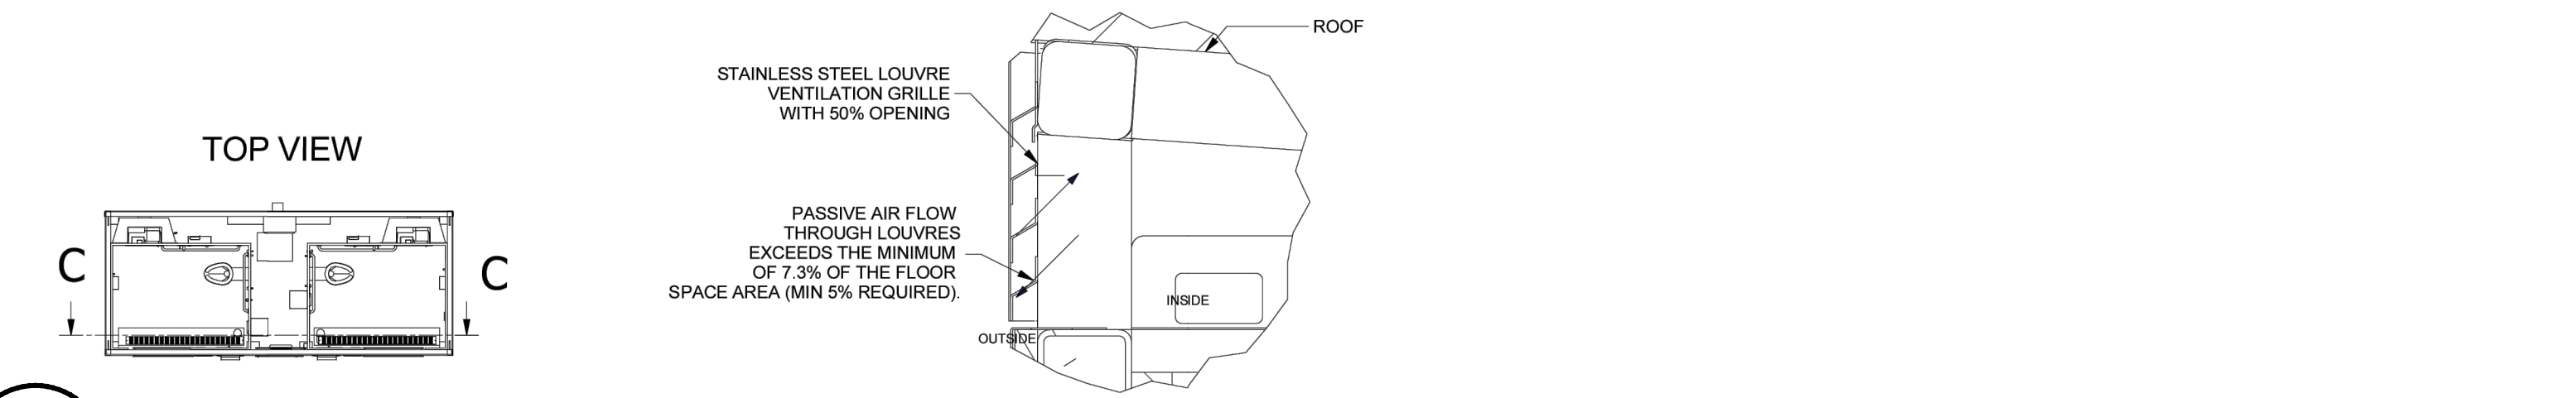 TOP VIEW
C
C
ROOF
STAINLESS STEEL LOUVRE
VENTILATION GRILLE
WITH 50% OPENING
PASSIVE AIR FLOW
THROUGH LOUVRES
EXCEEDS THE MINIMUM
OF 7.3% OF THE FLOOR
SPACE AREA (MIN 5% REQUIRED).
INSIDE
OUTSIDE